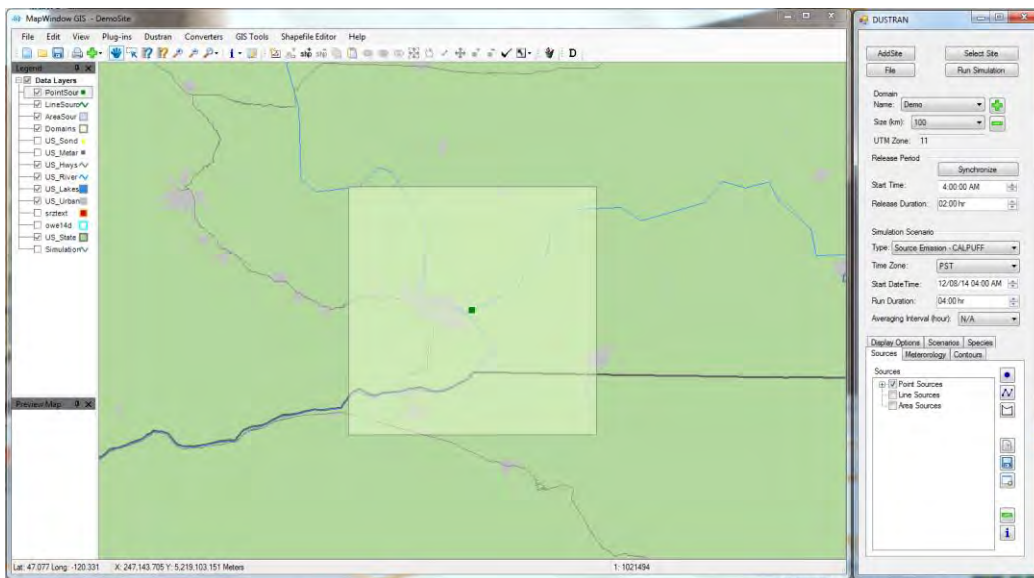 MapWindow GIS - DemoSite
File Edit View Plug-ins Dustran Converters GIS Tools Shapefile Editor Help
D
Legend
Data Layers
PointSour
LineSouro
AreaSour
Domains
US_Sond
US_Metar
US_Hwys
US_River
US_Lakes
US_Urban
srztext
owe14d
US_State
Simulation
Preview Map
Lat: 47.077 Long: -120.331 X: 247,143.705 Y: 5,219,103.151 Meters 1: 1021494
DUSTRAN
AddSite Select Site
File Run Simulation
Domain
Name: Demo
Size (km): 100
UTM Zone: 11
Release Period
Synchronize
Start Time: 4:00:00 AM
Release Duration: 02:00 hr
Simulation Scenario
Type: Source Emission - CALPUFF
Time Zone: PST
Start DateTime: 12/08/14 04:00 AM
Run Duration: 04:00 hr
Averaging Interval (hour): N/A
Display Options Scenarios Species
Sources Meterorology Contours
Sources
Point Sources
Line Sources
Area Sources